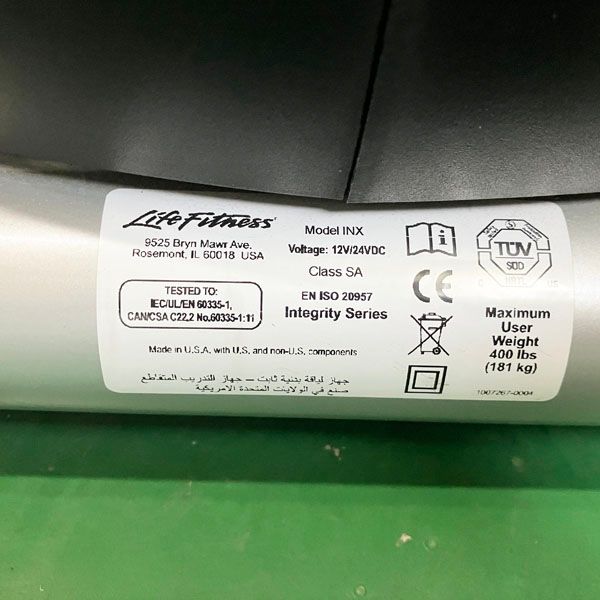 Life Fitness
9525 Bryn Mawr Ave.
Rosemont, IL 60018 USA
TESTED TO:
IEC/UL/EN 60335-1,
CAN/CSA C22.2 No.60335-1:11
Made in U.S.A. with U.S. and non-U.S. components
جهاز لياقة بدنية ثابت – جهاز التدريب المتقاطع
صنع في الولايات المتحدة الامريكية
Model INX
Voltage: 12V/24VDC
Class SA
EN ISO 20957
Integrity Series
CE
TÜV
SÜD
C US
NRTL
Maximum
User
Weight
400 lbs
(181 kg)
1007267-0004